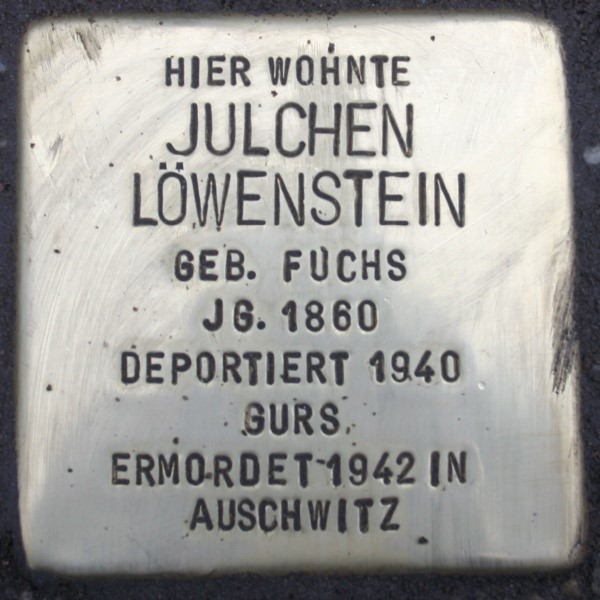 HIER WOHNTE
JULCHEN
LÖWENSTEIN
GEB. FUCHS
JG. 1860
DEPORTIERT 1940
GURS
ERMORDET 1942 IN
AUSCHWITZ